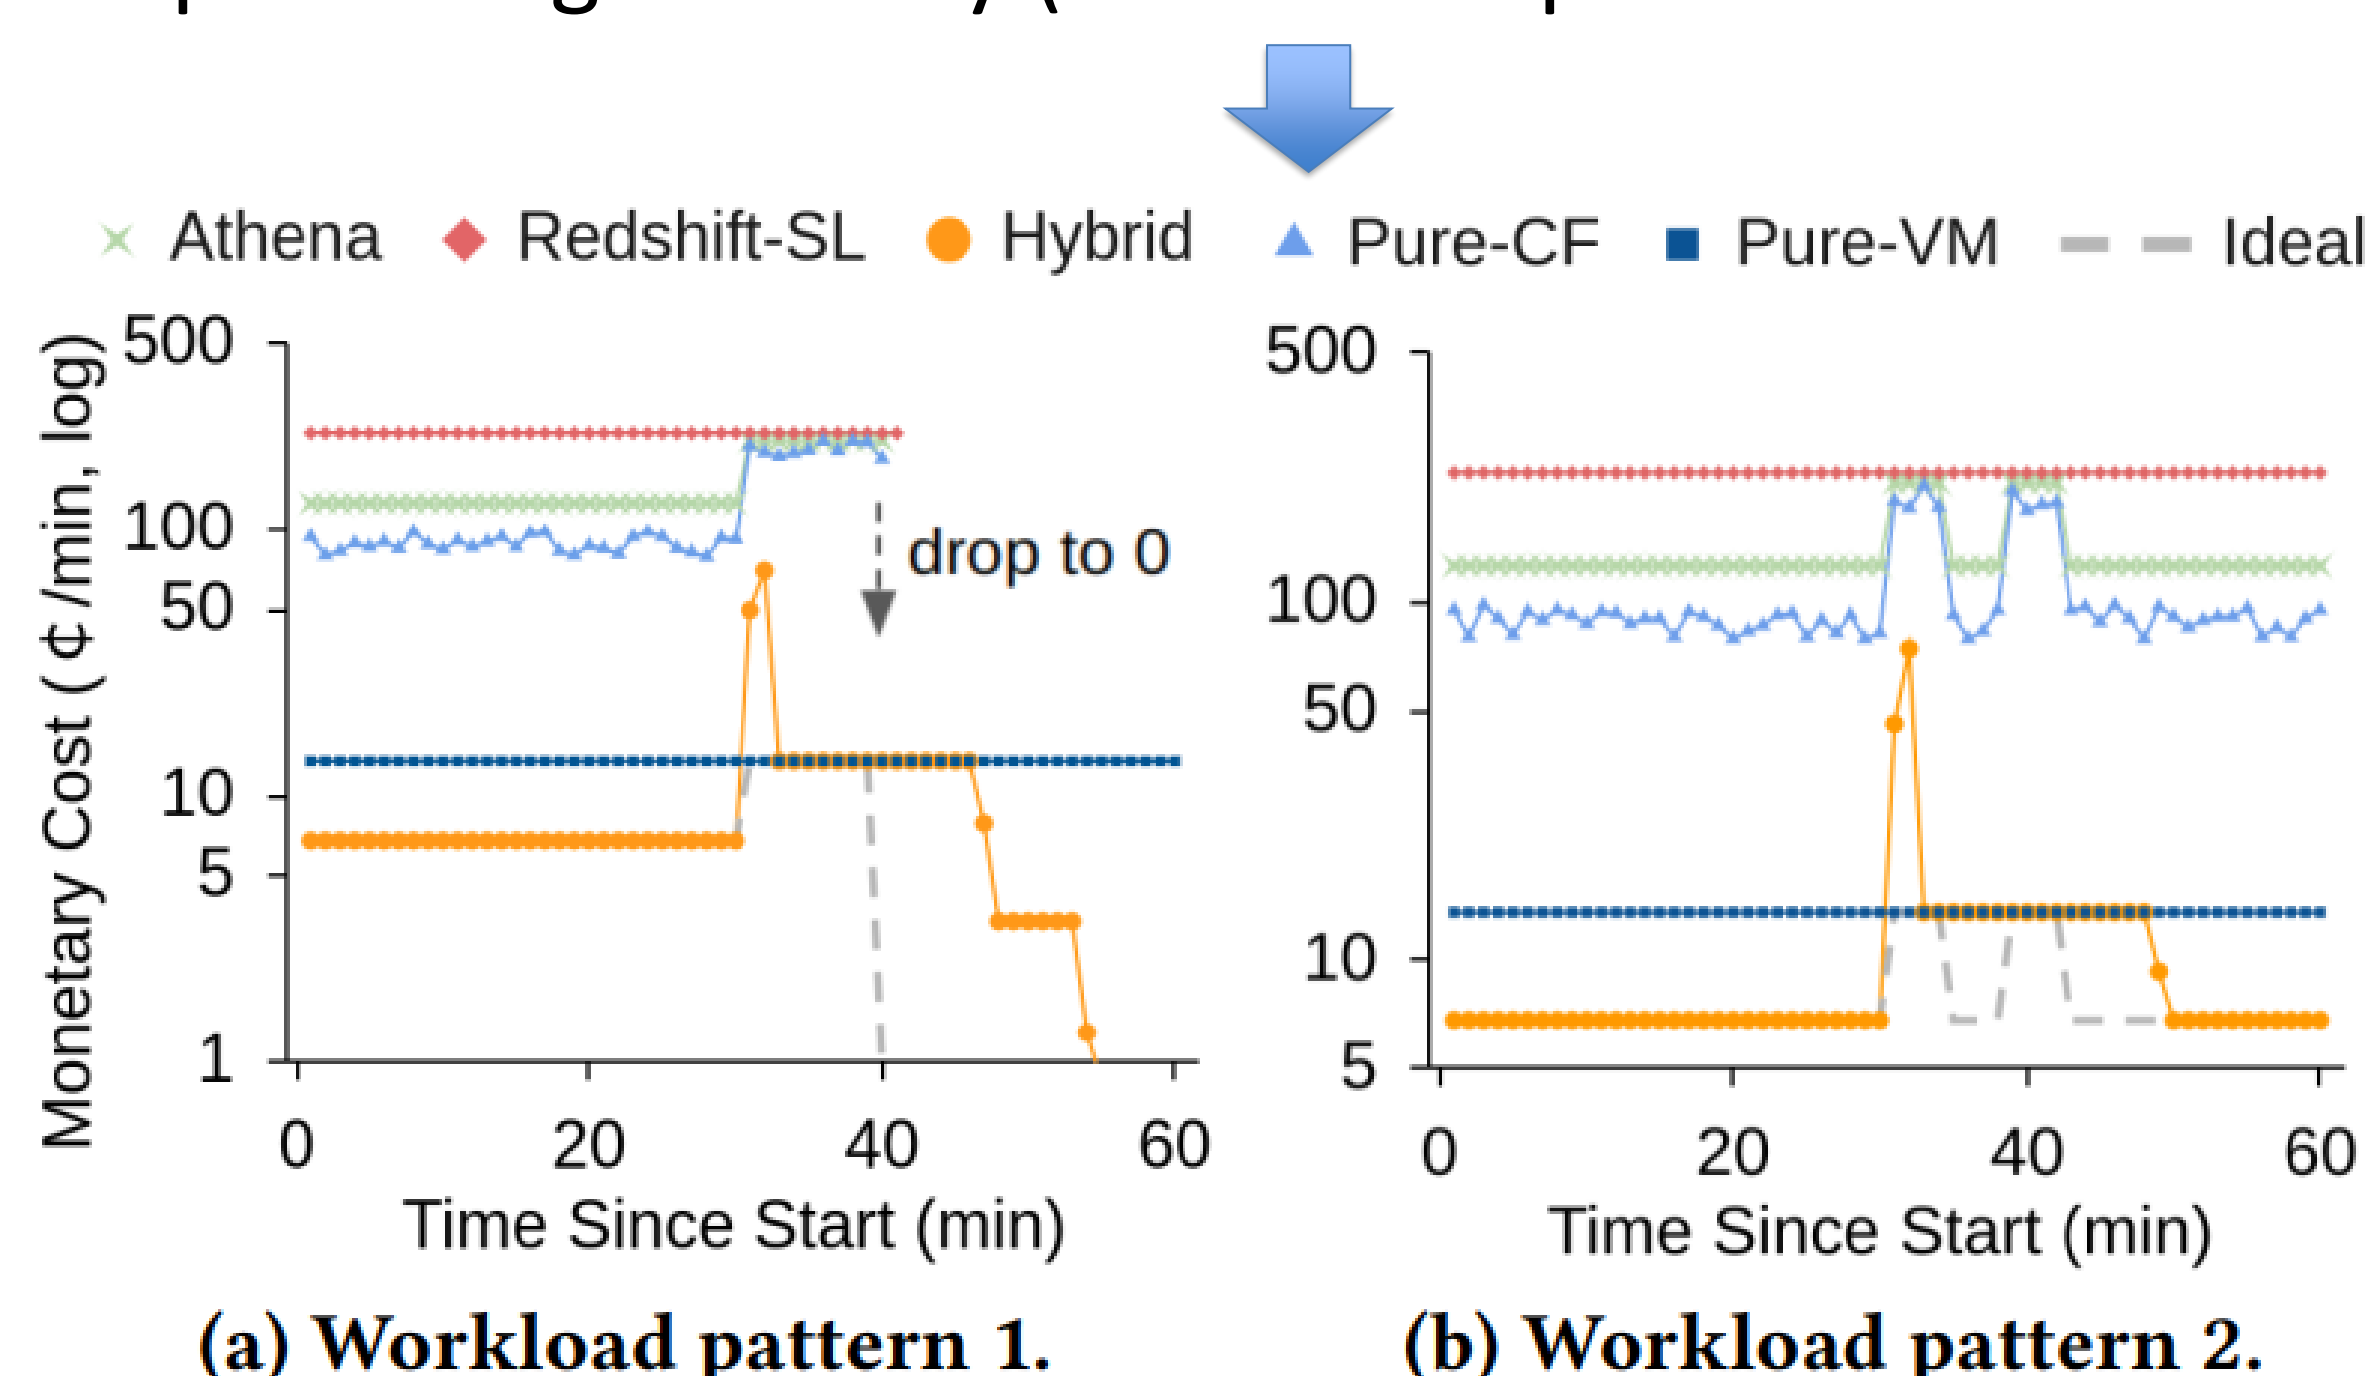 Athena Redshift-SL Hybrid Pure-CF Pure-VM Ideal
Monetary Cost (¢/min, log)
500
100
50
10
5
1
drop to 0
0 20 40 60
Time Since Start (min)
(a) Workload pattern 1.
500
100
50
10
5
0 20 40 60
Time Since Start (min)
(b) Workload pattern 2.